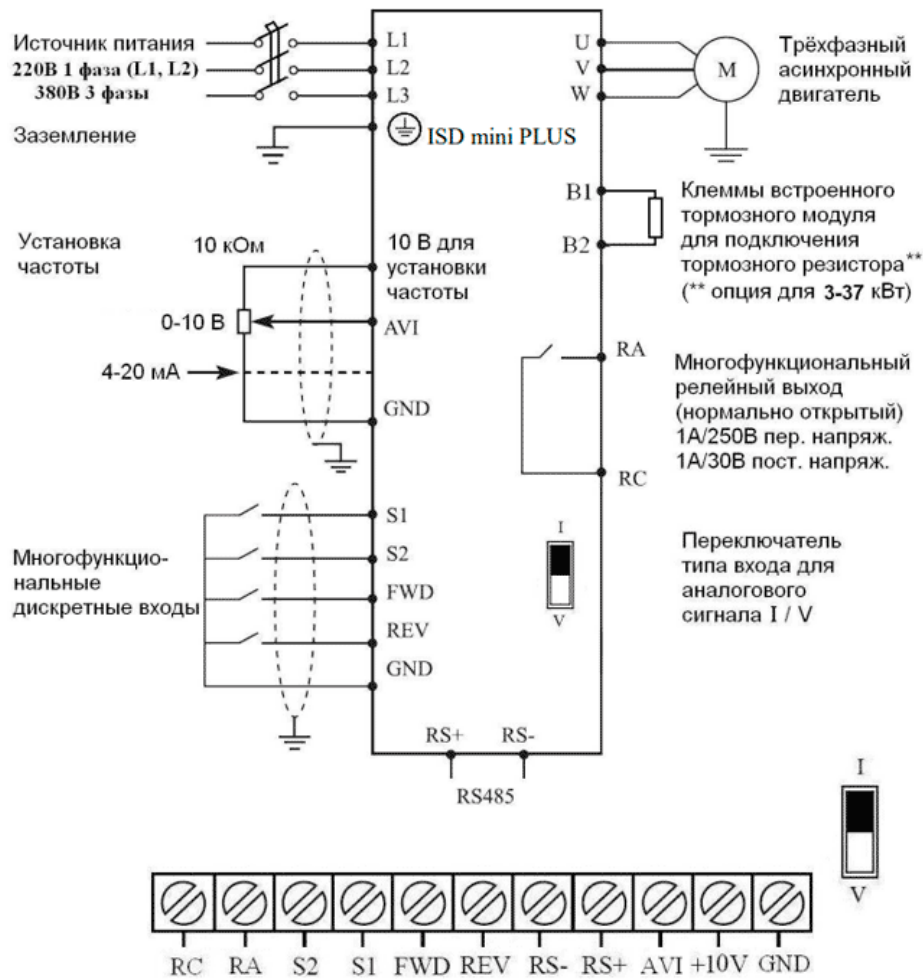 Источник питания
220В 1 фаза (L1, L2)
380В 3 фазы
Заземление
L1
L2
L3
ISD mini PLUS
U
V
W
M
Трёхфазный
асинхронный
двигатель
B1
B2
Клеммы встроенного
тормозного модуля
для подключения
тормозного резистора**
(** опция для 3-37 кВт)
Установка
частоты
10 кОм
0-10 В
4-20 мА
10 В для
установки
частоты
AVI
GND
RA
RC
Многофункциональный
релейный выход
(нормально открытый)
1А/250В пер. напряж.
1А/30В пост. напряж.
Многофункцио-
нальные
дискретные входы
S1
S2
FWD
REV
GND
I
V
Переключатель
типа входа для
аналогового
сигнала I / V
RS+ RS-
RS485
I
V
RC RA S2 S1 FWD REV RS- RS+ AVI +10V GND